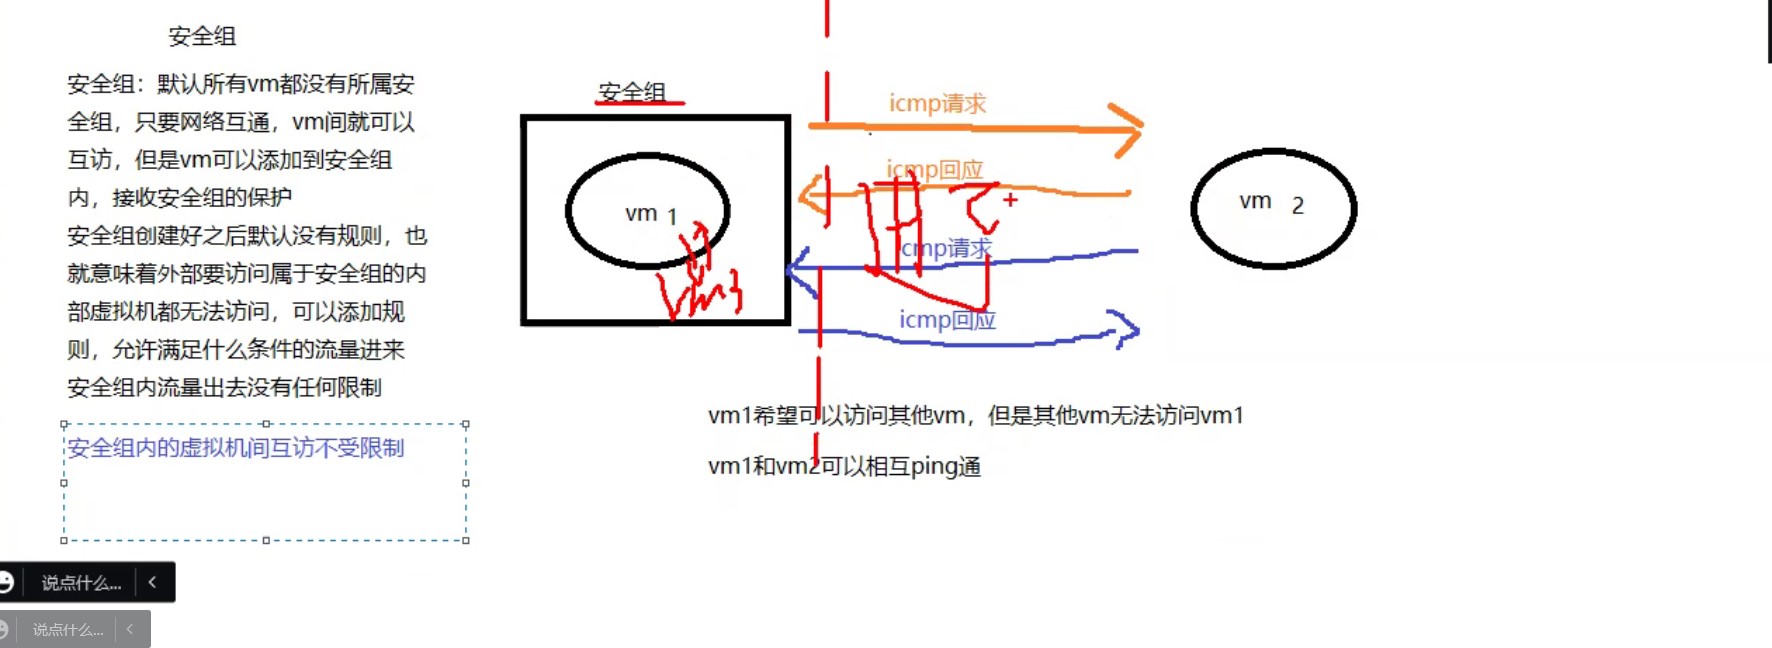 安全组
安全组：默认所有vm都没有所属安
全组，只要网络互通，vm间就可以
互访，但是vm可以添加到安全组
内，接收安全组的保护
安全组创建好之后默认没有规则，也
就意味着外部要访问属于安全组的内
部虚拟机都无法访问，可以添加规
则，允许满足什么条件的流量进来
安全组内流量出去没有任何限制
安全组内的虚拟机间互访不受限制
安全组
icmp请求
icmp回应
vm 1
vm 2
cmp请求
icmp回应
vm1希望可以访问其他vm，但是其他vm无法访问vm1
vm1和vm2可以相互ping通
说点什么...
说点什么...